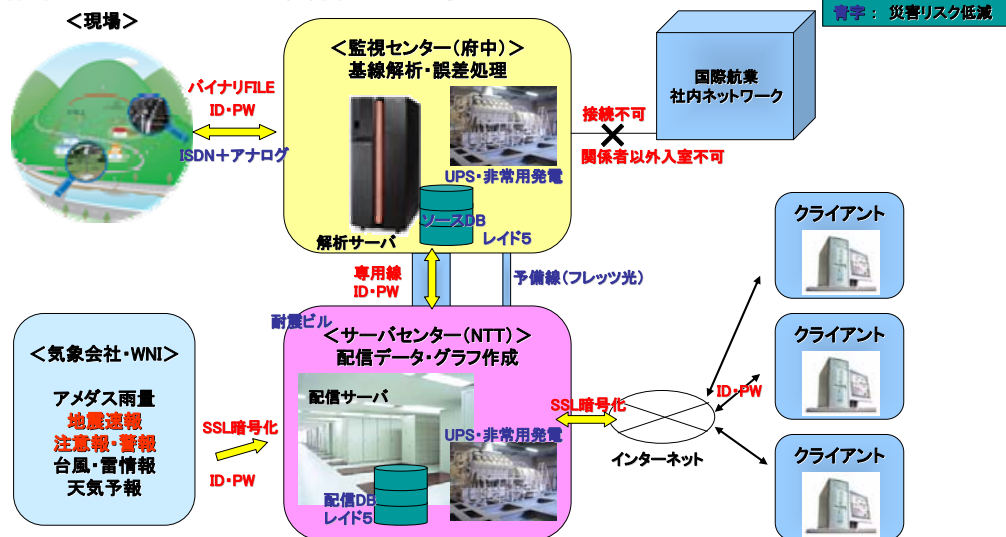 青字： 災害リスク低減
＜現場＞
バイナリFILE
ID・PW
ISDN＋アナログ
＜監視センター（府中）＞
基線解析・誤差処理
UPS・非常用発電
ソースDB
レイド5
解析サーバ
接続不可
関係者以外入室不可
国際航業
社内ネットワーク
専用線
ID・PW
予備線（フレッツ光）
耐震ビル
＜サーバセンター（NTT）＞
配信データ・グラフ作成
配信サーバ
UPS・非常用発電
配信DB
レイド5
＜気象会社・WNI＞
アメダス雨量
地震速報
注意報・警報
台風・雷情報
天気予報
SSL暗号化
ID・PW
SSL暗号化
インターネット
ID・PW
クライアント
クライアント
クライアント